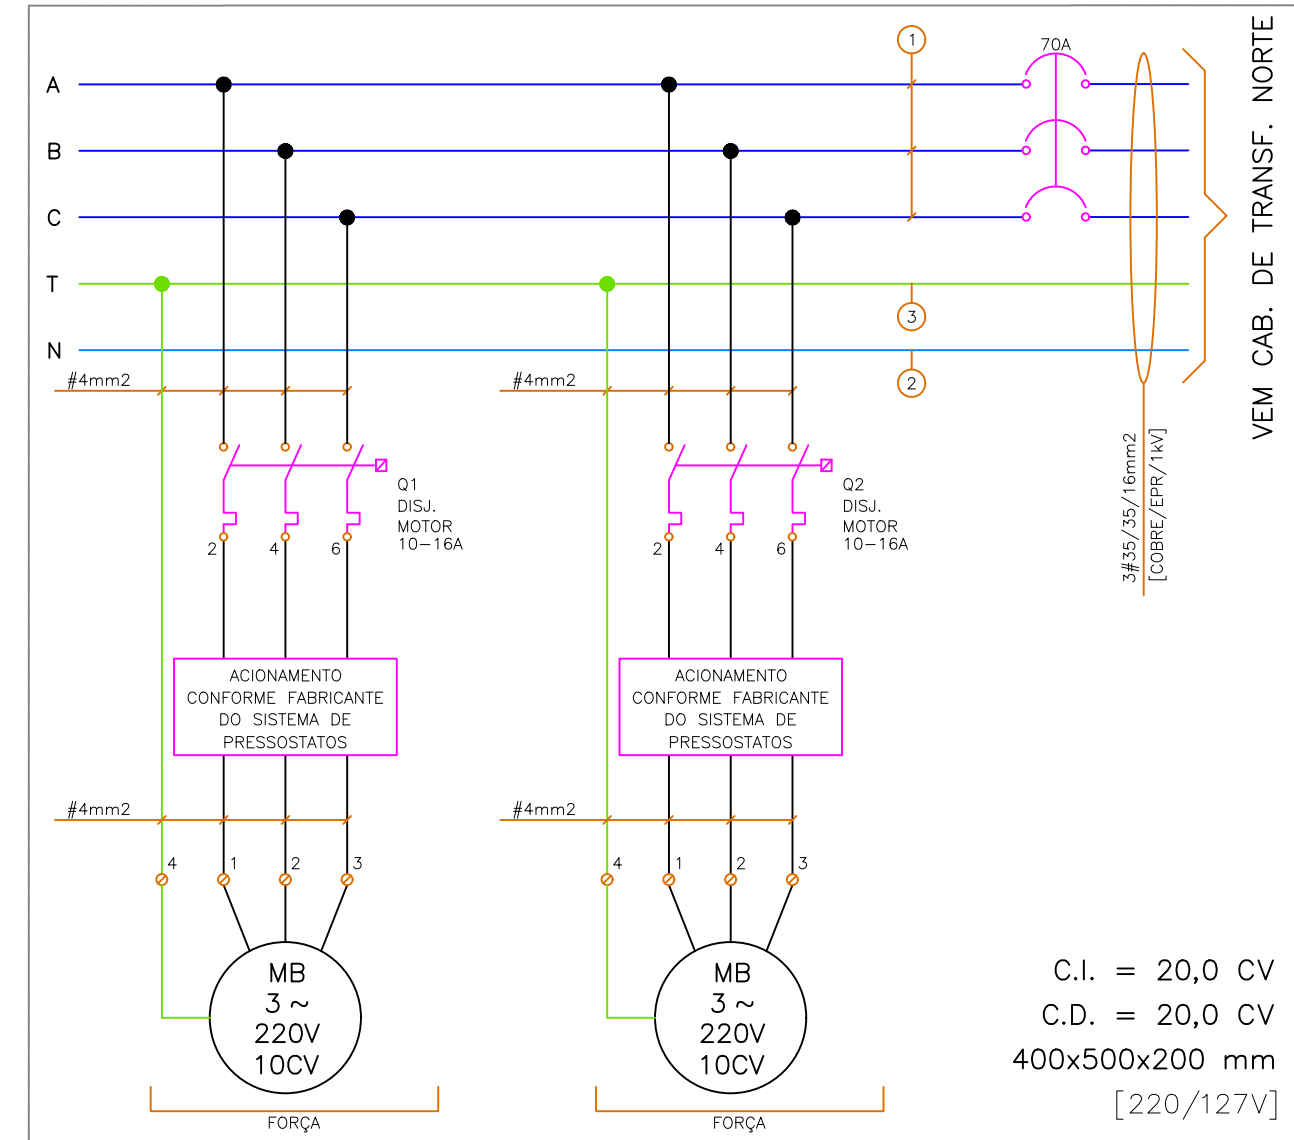 1
70A
A
B
C
T
3
N
2
#4mm2
#4mm2
VEM CAB. DE TRANSF. NORTE
3#35/35/16mm2
[COBRE/EPR/1kV]
Q1
DISJ.
MOTOR
10-16A
2
4
6
Q2
DISJ.
MOTOR
10-16A
2
4
6
ACIONAMENTO
CONFORME FABRICANTE
DO SISTEMA DE
PRESSOSTATOS
ACIONAMENTO
CONFORME FABRICANTE
DO SISTEMA DE
PRESSOSTATOS
#4mm2
#4mm2
4
1
2
3
4
1
2
3
MB
3 ~
220V
10CV
MB
3 ~
220V
10CV
FORÇA
FORÇA
C.I. = 20,0 CV
C.D. = 20,0 CV
400x500x200 mm
[220/127V]